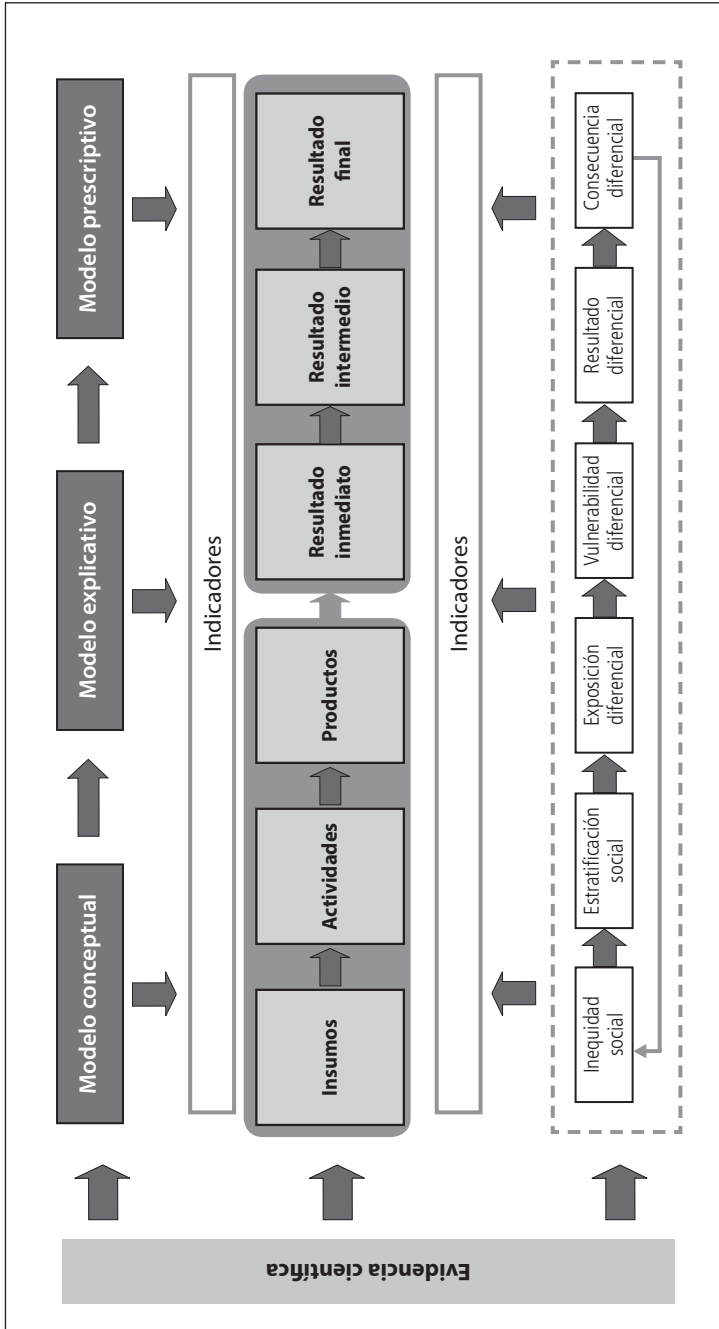 Evidencia científica
Modelo conceptual
Modelo explicativo
Modelo prescriptivo
Indicadores
Insumos
Actividades
Productos
Resultado
inmediato
Resultado
intermedio
Resultado
final
Indicadores
Inequidad
social
Estratificación
social
Exposición
diferencial
Vulnerabilidad
diferencial
Resultado
diferencial
Consecuencia
diferencial